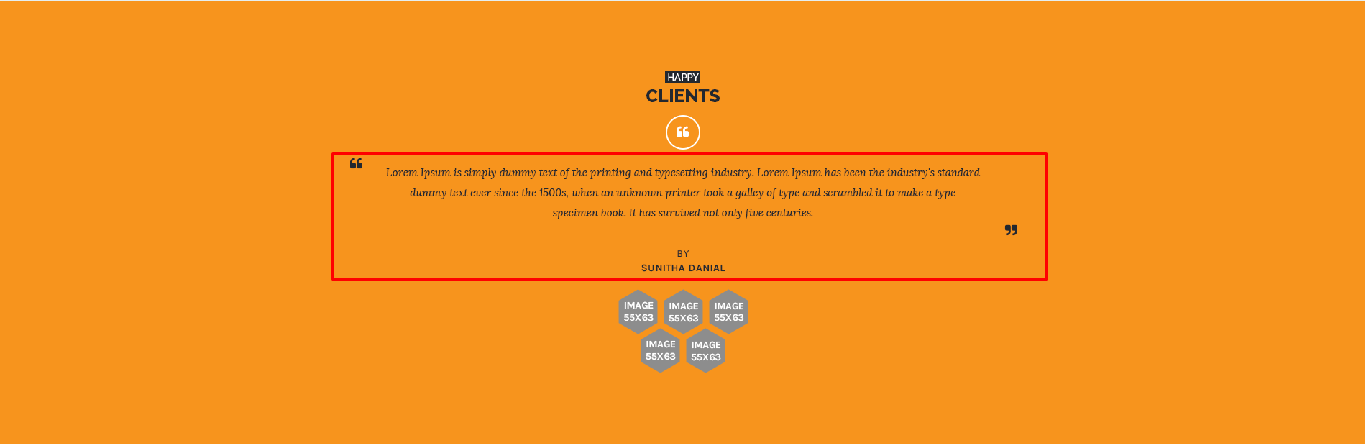 HAPPY
CLIENTS
“
“
Lorem Ipsum is simply dummy text of the printing and typesetting industry. Lorem Ipsum has been the industry's standard
dummy text ever since the 1500s, when an unknown printer took a galley of type and scrambled it to make a type
specimen book. It has survived not only five centuries.
”
BY
SUNITHA DANIAL
IMAGE
55X63
IMAGE
55X63
IMAGE
55X63
IMAGE
55X63
IMAGE
55X63